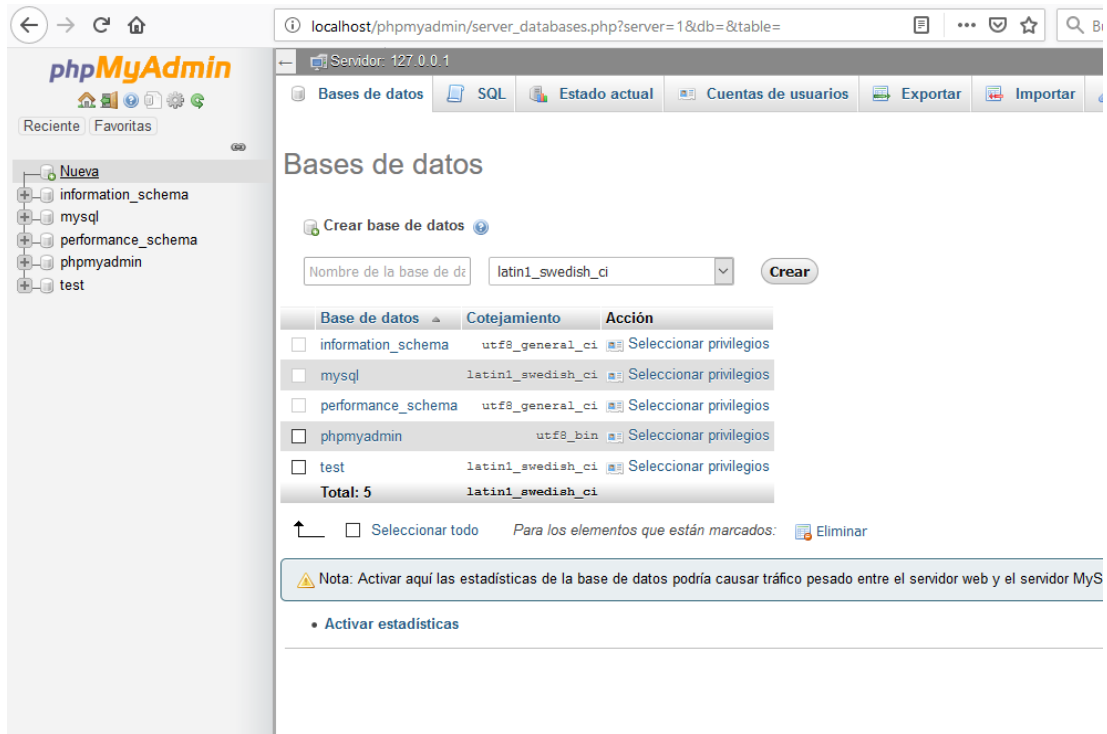 localhost/phpmyadmin/server_databases.php?server=1&db=&table=
phpMyAdmin
Reciente Favoritas
Nueva
information_schema
mysql
performance_schema
phpmyadmin
test
Servidor: 127.0.0.1
Bases de datos SQL Estado actual Cuentas de usuarios Exportar Importar
Bases de datos
Crear base de datos
Nombre de la base de da latin1_swedish_ci Crear
Base de datos Cotejamiento Acción
information_schema utf8_general_ci Seleccionar privilegios
mysql latin1_swedish_ci Seleccionar privilegios
performance_schema utf8_general_ci Seleccionar privilegios
phpmyadmin utf8_bin Seleccionar privilegios
test latin1_swedish_ci Seleccionar privilegios
Total: 5 latin1_swedish_ci
Seleccionar todo Para los elementos que están marcados: Eliminar
Nota: Activar aquí las estadísticas de la base de datos podría causar tráfico pesado entre el servidor web y el servidor MyS
Activar estadísticas